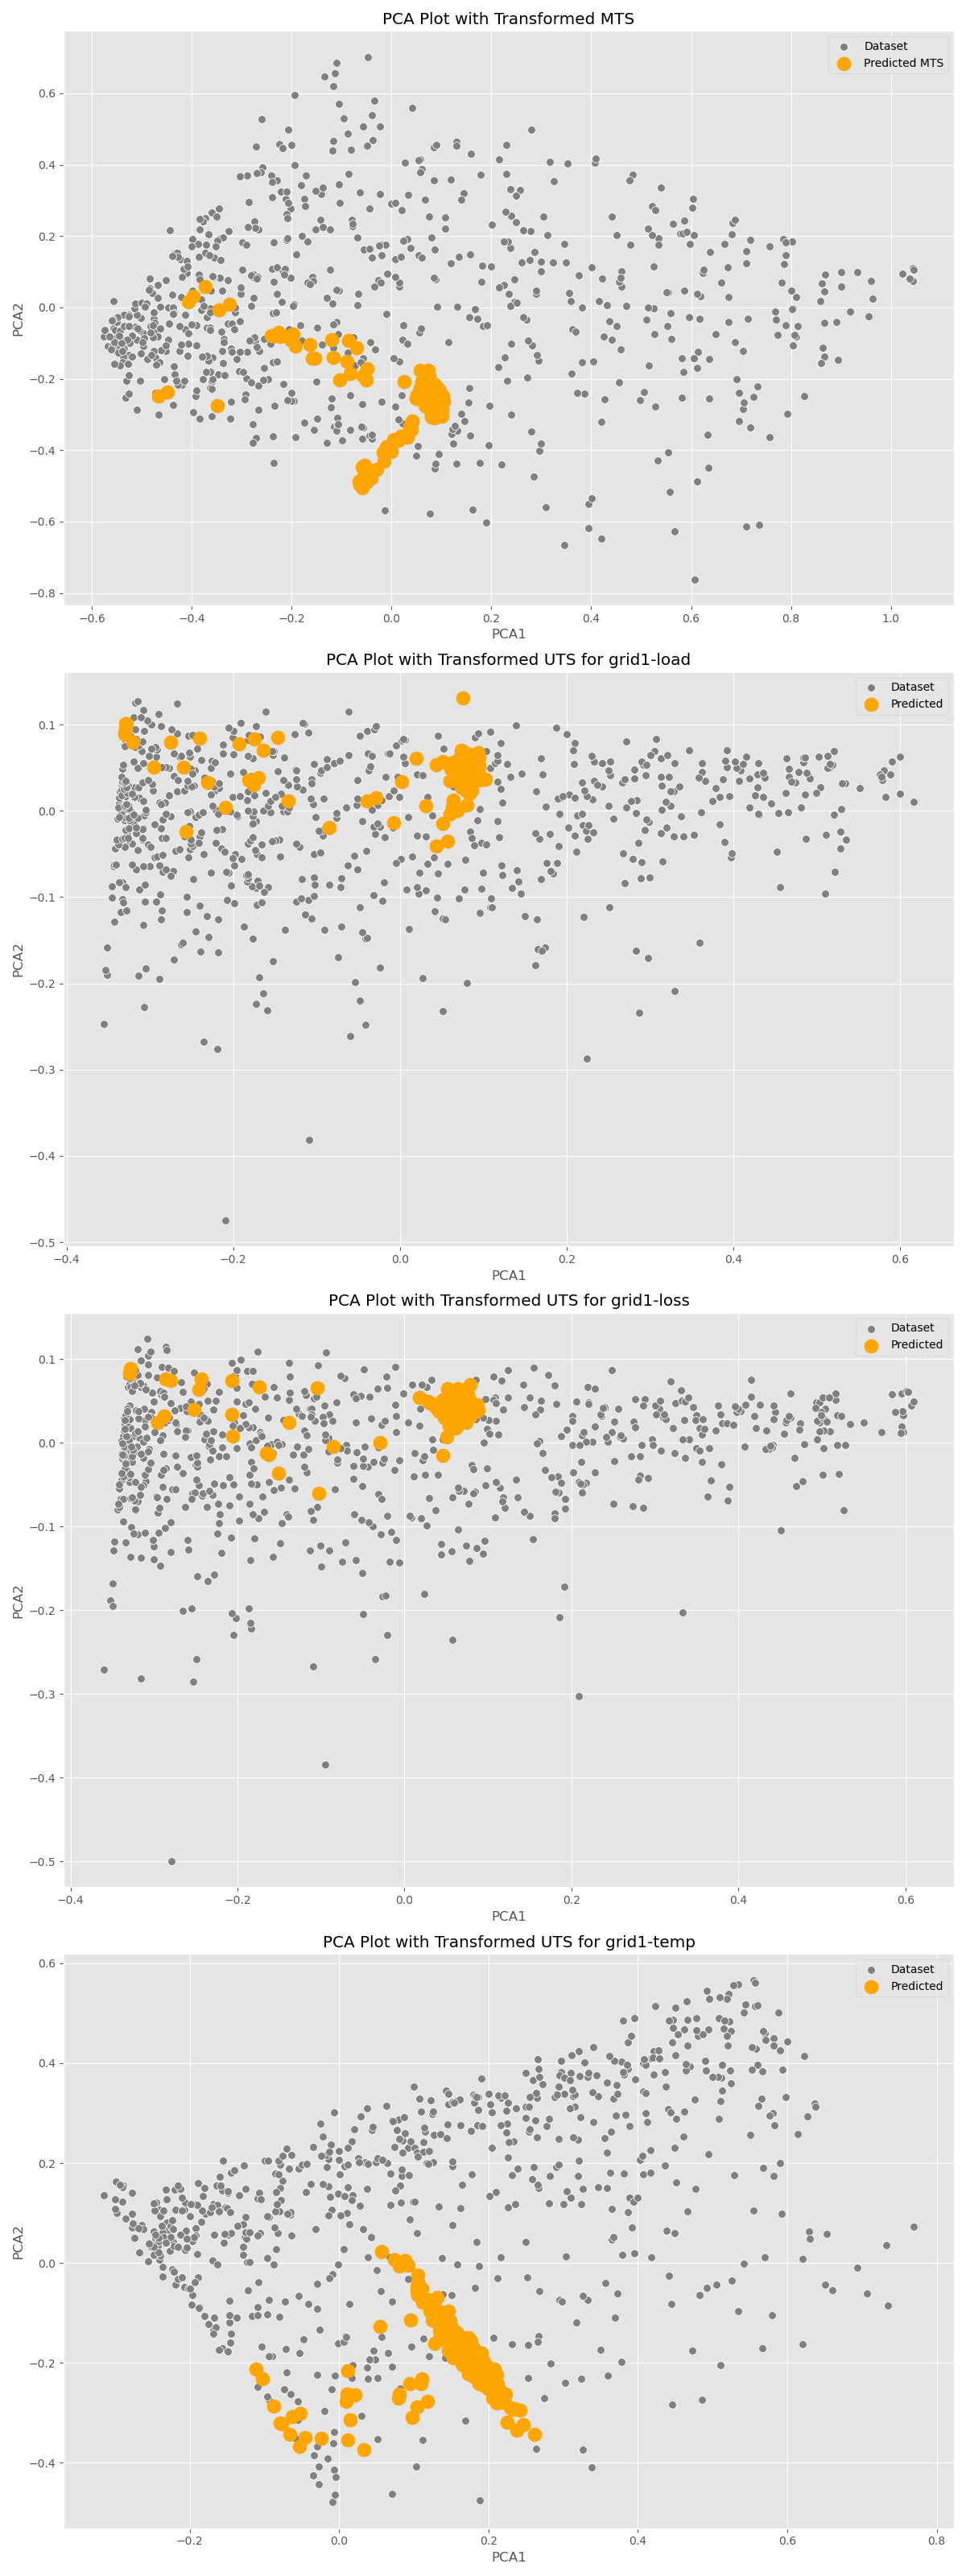 PCA Plot with Transformed MTS
Dataset
Predicted MTS
0.6
0.4
0.2
0.0
−0.2
−0.4
−0.6
−0.8
PCA2
−0.6 −0.4 −0.2 0.0 0.2 0.4 0.6 0.8 1.0
PCA1
PCA Plot with Transformed UTS for grid1-load
Dataset
Predicted
0.1
0.0
−0.1
−0.2
−0.3
−0.4
−0.5
PCA2
−0.4 −0.2 0.0 0.2 0.4 0.6
PCA1
PCA Plot with Transformed UTS for grid1-loss
Dataset
Predicted
0.1
0.0
−0.1
−0.2
−0.3
−0.4
−0.5
PCA2
−0.4 −0.2 0.0 0.2 0.4 0.6
PCA1
PCA Plot with Transformed UTS for grid1-temp
Dataset
Predicted
0.6
0.4
0.2
0.0
−0.2
−0.4
PCA2
−0.2 0.0 0.2 0.4 0.6 0.8
PCA1